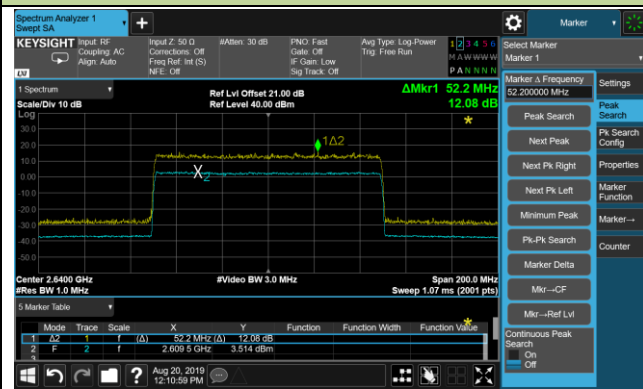 Spectrum Analyzer 1
Swept SA
+
Marker
KEYSIGHT Input: RF
Coupling: AC
Align: Auto
Input Z: 50 Ω
Corrections: Off
Freq Ref: Int (S)
NFE: Off
#Atten: 30 dB
PNO: Fast
Gate: Off
IF Gain: Low
Sig Track: Off
Avg Type: Log-Power
Trig: Free Run
1 2 3 4 5 6
M A W W W W
P A N N N N
LXI
Select Marker
Marker 1
1 Spectrum
Scale/Div 10 dB
Log
Ref Lvl Offset 21.00 dB
Ref Level 40.00 dBm
ΔMkr1 52.2 MHz
12.08 dB
30.0
20.0
10.0
0.00
-10.0
-20.0
-30.0
-40.0
-50.0
1Δ2
X2
Center 2.6400 GHz
#Res BW 1.0 MHz
#Video BW 3.0 MHz
Span 200.0 MHz
Sweep 1.07 ms (2001 pts)
5 Marker Table
Mode Trace Scale X Y Function Function Width Function Value
1 Δ2 1 f (Δ) 52.2 MHz (Δ) 12.08 dB
2 F 2 f 2.609 5 GHz 3.514 dBm
3
Aug 20, 2019
12:10:59 PM
?
Marker Δ Frequency
52.200000 MHz
Peak Search
Next Peak
Next Pk Right
Next Pk Left
Minimum Peak
Pk-Pk Search
Marker Delta
Mkr→CF
Mkr→Ref Lvl
Continuous Peak
Search
On
Off
Settings
Peak
Search
Pk Search
Config
Properties
Marker
Function
Marker→
Counter